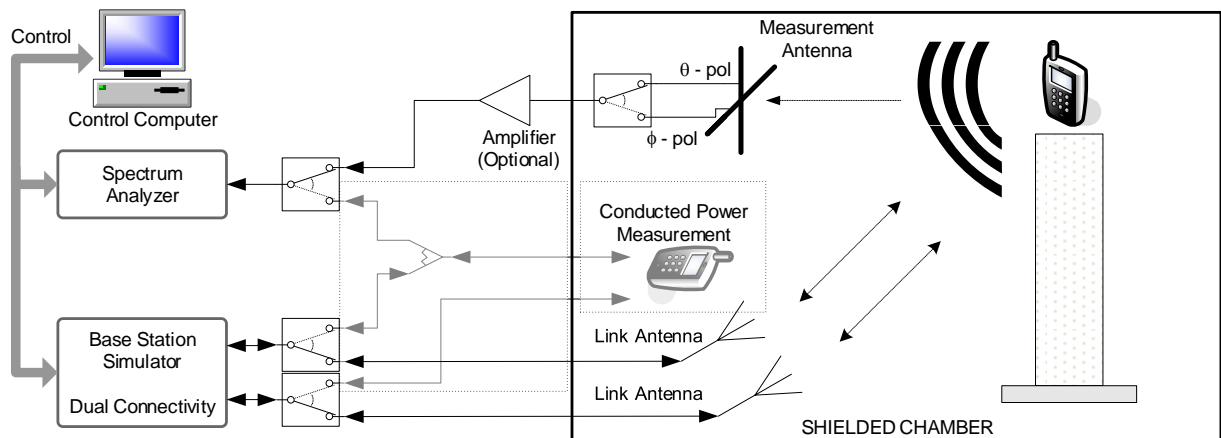 Control
Control Computer
Spectrum
Analyzer
Base Station
Simulator
Dual Connectivity
Amplifier
(Optional)
θ - pol
ϕ - pol
Measurement
Antenna
Conducted Power
Measurement
Link Antenna
Link Antenna
SHIELDED CHAMBER